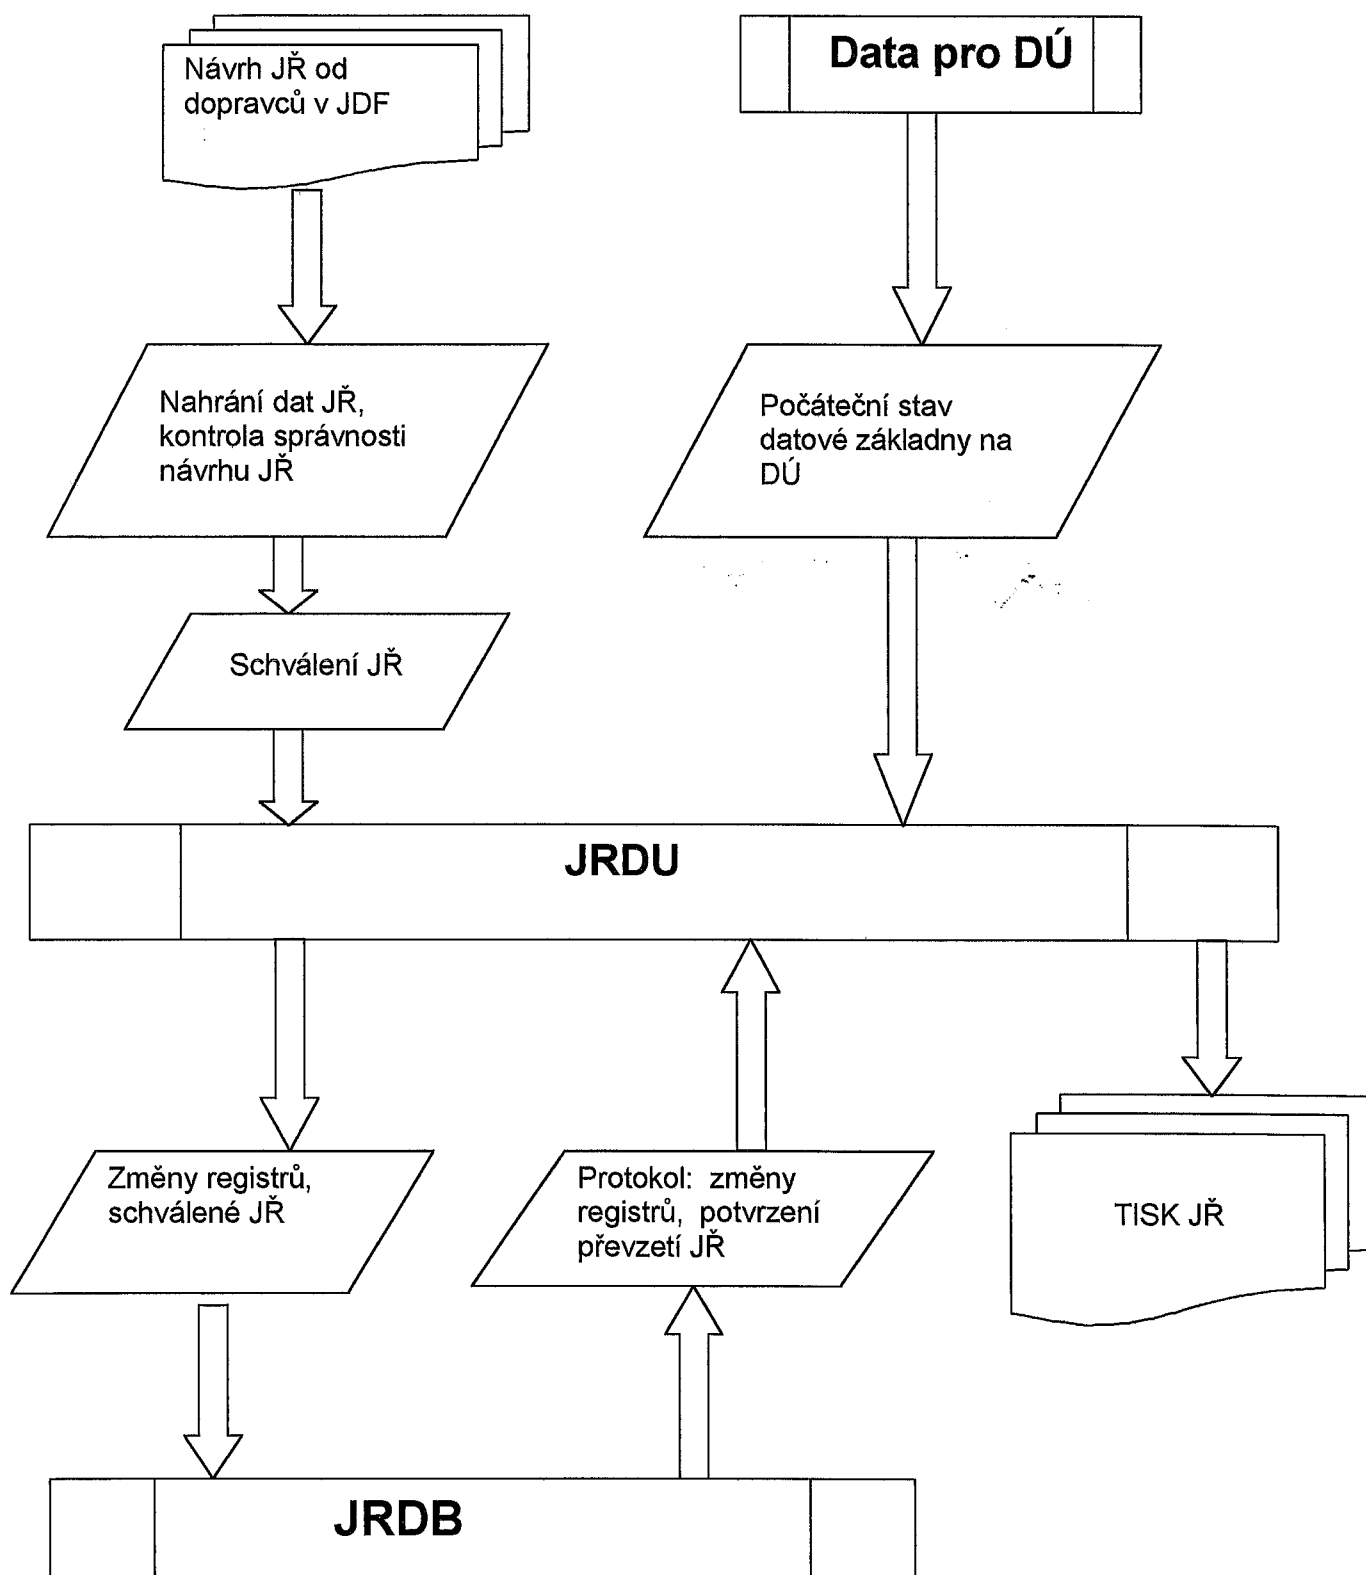 Návrh JŘ od
dopravců v JDF
Data pro DÚ
Nahrání dat JŘ,
kontrola správnosti
návrhu JŘ
Počáteční stav
datové základny na
DÚ
Schválení JŘ
JRDU
Změny registrů,
schválené JŘ
Protokol: změny
registrů, potvrzení
převzetí JŘ
TISK JŘ
JRDB